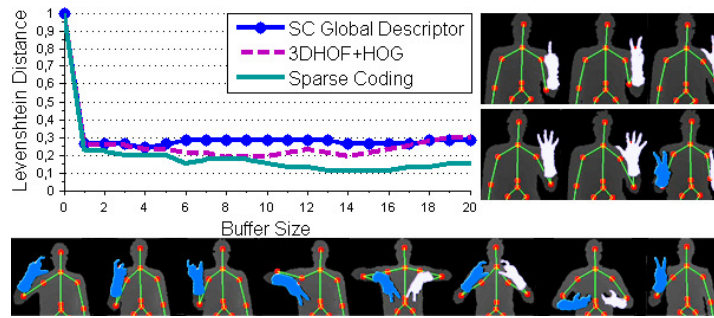 1
0,9
0,8
0,7
0,6
0,5
0,4
0,3
0,2
0,1
0
Levenshtein Distance
SC Global Descriptor
3DHOF+HOG
Sparse Coding
0 2 4 6 8 10 12 14 16 18 20
Buffer Size